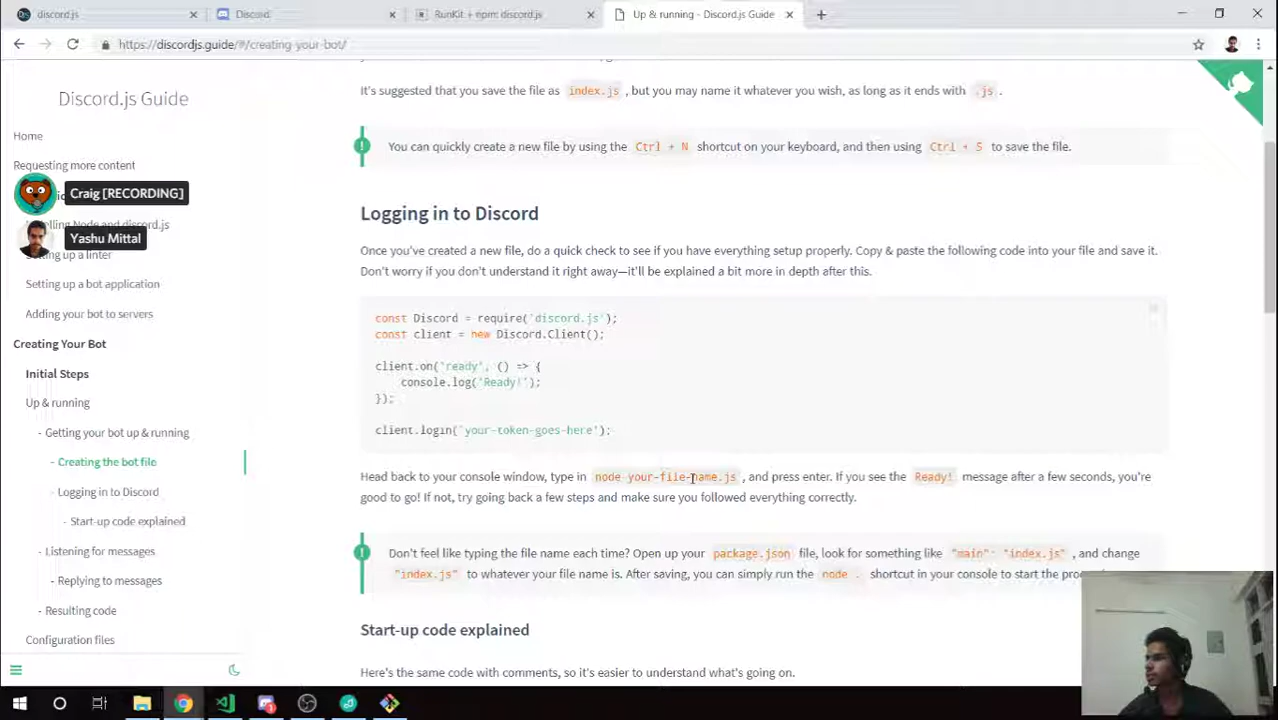 discord.js
Discord
RunKit + npm: discord.js
Up & running - Discord.js Guide
https://discordjs.guide/#/creating-your-bot/
Discord.js Guide
Home
Requesting more content
Craig [RECORDING]
Installing Node and discord.js
Yashu Mittal
Setting up a linter
Setting up a bot application
Adding your bot to servers
Creating Your Bot
Initial Steps
Up & running
- Getting your bot up & running
- Creating the bot file
- Logging in to Discord
- Start-up code explained
- Listening for messages
- Replying to messages
- Resulting code
Configuration files
It's suggested that you save the file as index.js , but you may name it whatever you wish, as long as it ends with .js .
You can quickly create a new file by using the Ctrl + N shortcut on your keyboard, and then using Ctrl + S to save the file.
Logging in to Discord
Once you've created a new file, do a quick check to see if you have everything setup properly. Copy & paste the following code into your file and save it.
Don't worry if you don't understand it right away—it'll be explained a bit more in depth after this.
const Discord = require('discord.js');
const client = new Discord.Client();
client.on('ready', () => {
console.log('Ready!');
});
client.login('your-token-goes-here');
Head back to your console window, type in node your-file-name.js , and press enter. If you see the Ready! message after a few seconds, you're
good to go! If not, try going back a few steps and make sure you followed everything correctly.
Don't feel like typing the file name each time? Open up your package.json file, look for something like "main": "index.js" , and change
"index.js" to whatever your file name is. After saving, you can simply run the node . shortcut in your console to start the
Start-up code explained
Here's the same code with comments, so it's easier to understand what's going on.